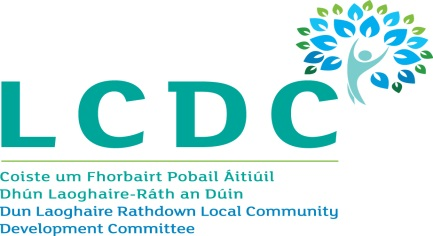 LCDC
Coiste um Fhorbairt Pobail Áitiúil
Dhún Laoghaire-Ráth an Dúin
Dun Laoghaire Rathdown Local Community
Development Committee